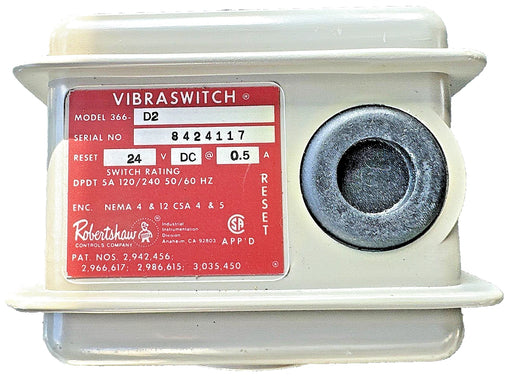 VIBRASWITCH ®
MODEL 366- D2
SERIAL NO 8424117
RESET 24 V DC @ 0.5 A
SWITCH RATING
DPDT 5A 120/240 50/60 HZ
ENC. NEMA 4 & 12 CSA 4 & 5
RESET
Robertshaw ®
CONTROLS COMPANY
Industrial
Instrumentation
Division
Anaheim, CA 92803
SA APP'D
PAT. NOS. 2,942,456;
2,966,617; 2,986,615; 3,035,450 ®